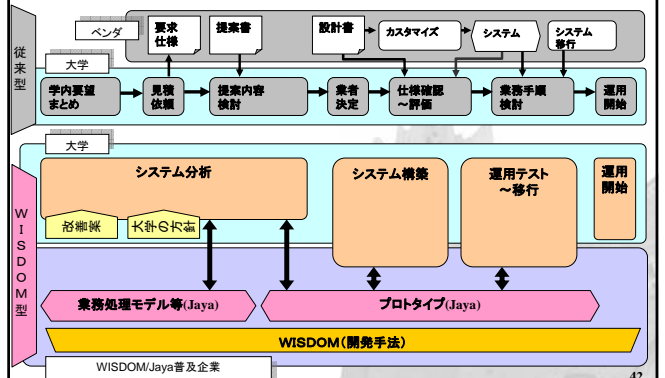 従来型
ベンダ
要求
仕様
提案書
設計書
カスタマイズ
システム
システム
移行
大学
学内要望
まとめ
見積
依頼
提案内容
検討
業者
決定
仕様確認
~評価
業務手順
検討
運用
開始
大学
WISDOM型
システム分析
システム構築
運用テスト
~移行
運用
開始
改善案
大学の方針
業務処理モデル等(Jaya)
プロトタイプ(Jaya)
WISDOM(開発手法)
WISDOM/Jaya普及企業
42